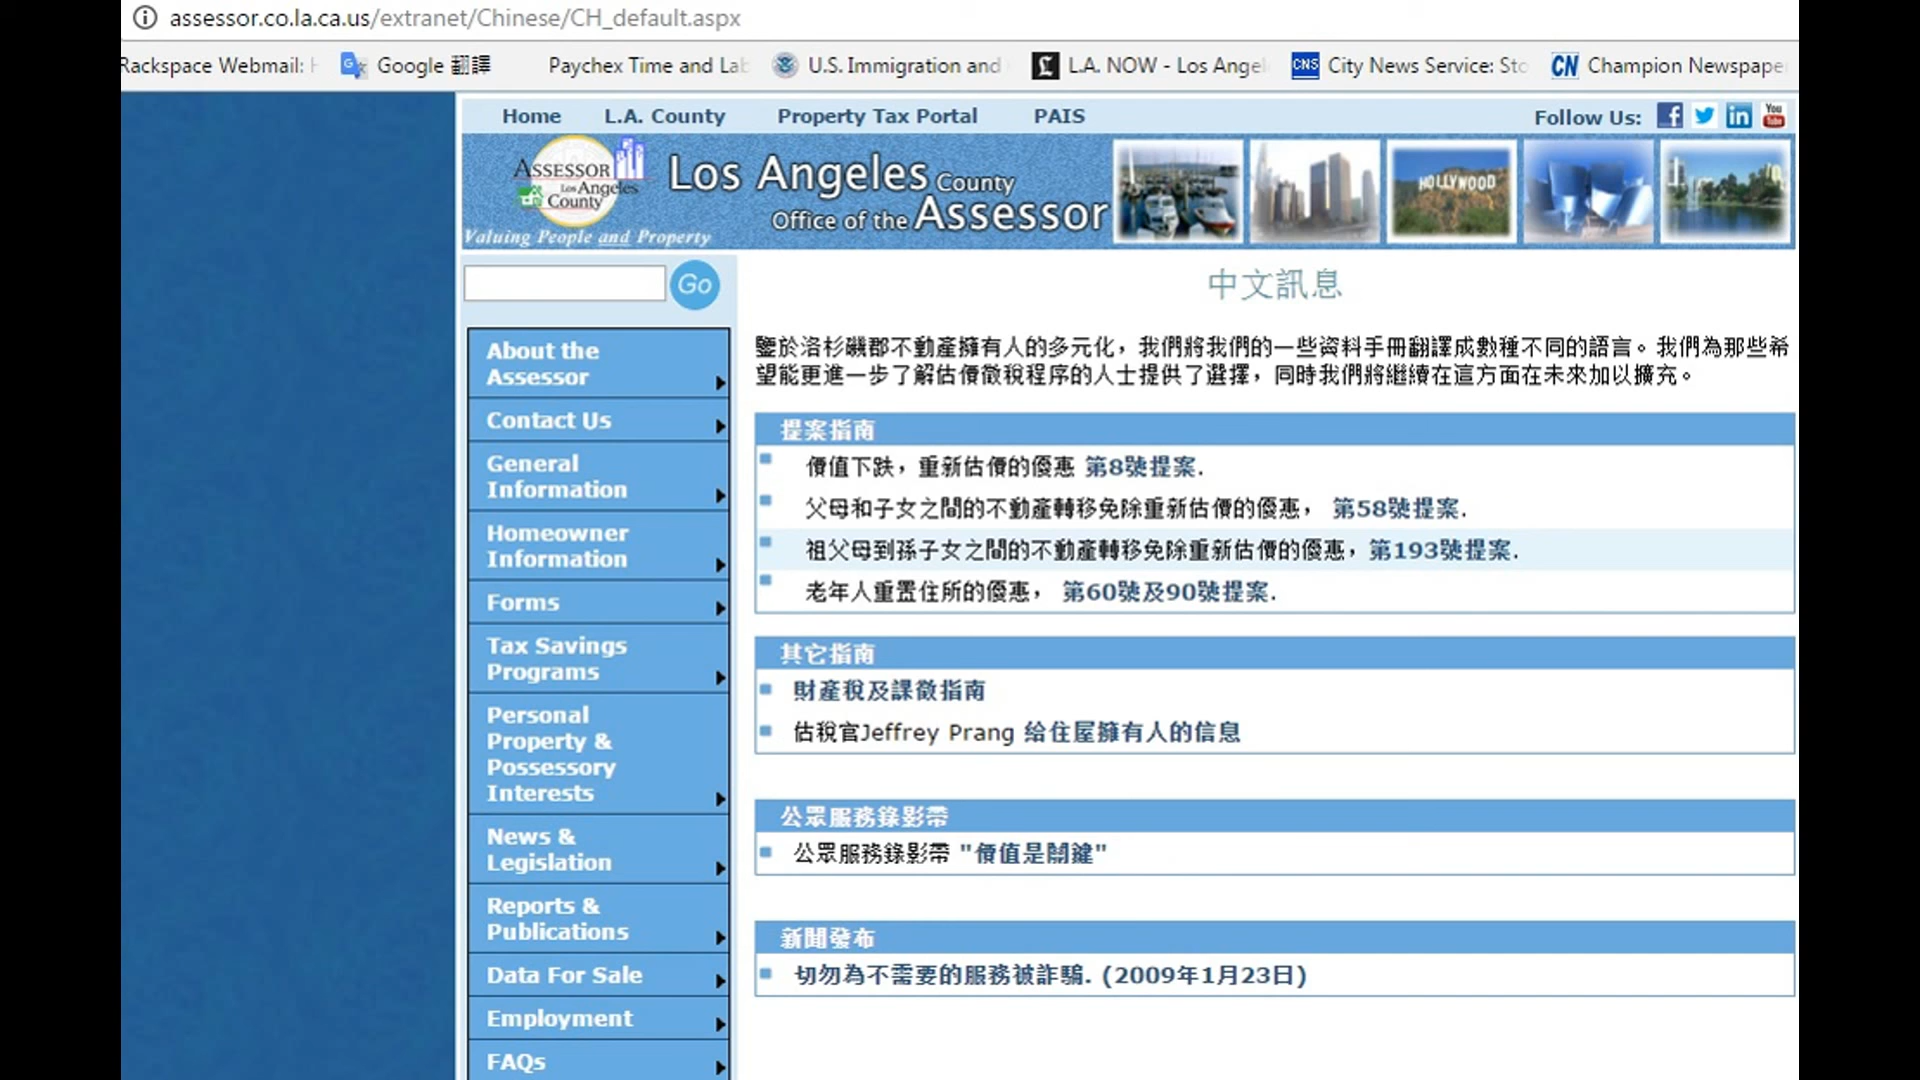 assessor.co.la.ca.us/extranet/Chinese/CH_default.aspx
Rackspace Webmail: Google 翻譯 Paychex Time and U.S. Immigration and L.A. NOW - Los CNS City News Service: CN Champion
Home L.A. County Property Tax Portal PAIS Follow Us: You Tube
ASSESSOR
Los Angeles
County
Valuing People and Property
Los Angeles County
Office of the Assessor
HOLLYWOOD
Go
中文訊息
鑒於洛杉磯郡不動產擁有人的多元化，我們將我們的一些資料手冊翻譯成數種不同的語言。我們為那些希
望能更進一步了解估價徵稅程序的人士提供了選擇，同時我們將繼續在這方面在未來加以擴充。
About the
Assessor
Contact Us
General
Information
Homeowner
Information
Forms
Tax Savings
Programs
Personal
Property &
Possessory
Interests
News &
Legislation
Reports &
Publications
Data For Sale
Employment
FAQs
提案指南
價值下跌，重新估價的優惠 第8號提案.
父母和子女之間的不動產轉移免除重新估價的優惠， 第58號提案.
祖父母到孫子女之間的不動產轉移免除重新估價的優惠，第193號提案.
老年人重置住所的優惠， 第60號及90號提案.
其它指南
財產稅及課徵指南
估稅官Jeffrey Prang 给住屋擁有人的信息
公眾服務錄影帶
公眾服務錄影帶 "價值是關鍵"
新聞發布
切勿為不需要的服務被詐騙. (2009年1月23日)